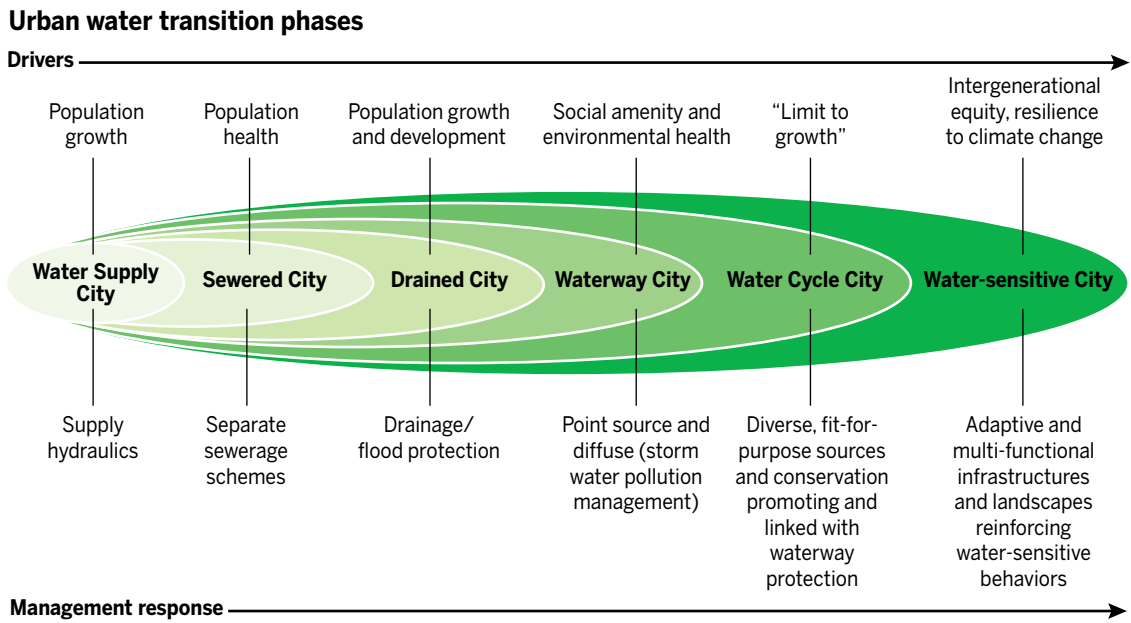 Urban water transition phases
Drivers
Population
growth
Population
health
Population growth
and development
Social amenity and
environmental health
“Limit to
growth”
Intergenerational
equity, resilience
to climate change
Water Supply
City
Sewered City
Drained City
Waterway City
Water Cycle City
Water-sensitive City
Supply
hydraulics
Separate
sewerage
schemes
Drainage/
flood protection
Point source and
diffuse (storm
water pollution
management)
Diverse, fit-for-
purpose sources
and conservation
promoting and
linked with
waterway
protection
Adaptive and
multi-functional
infrastructures
and landscapes
reinforcing
water-sensitive
behaviors
Management response